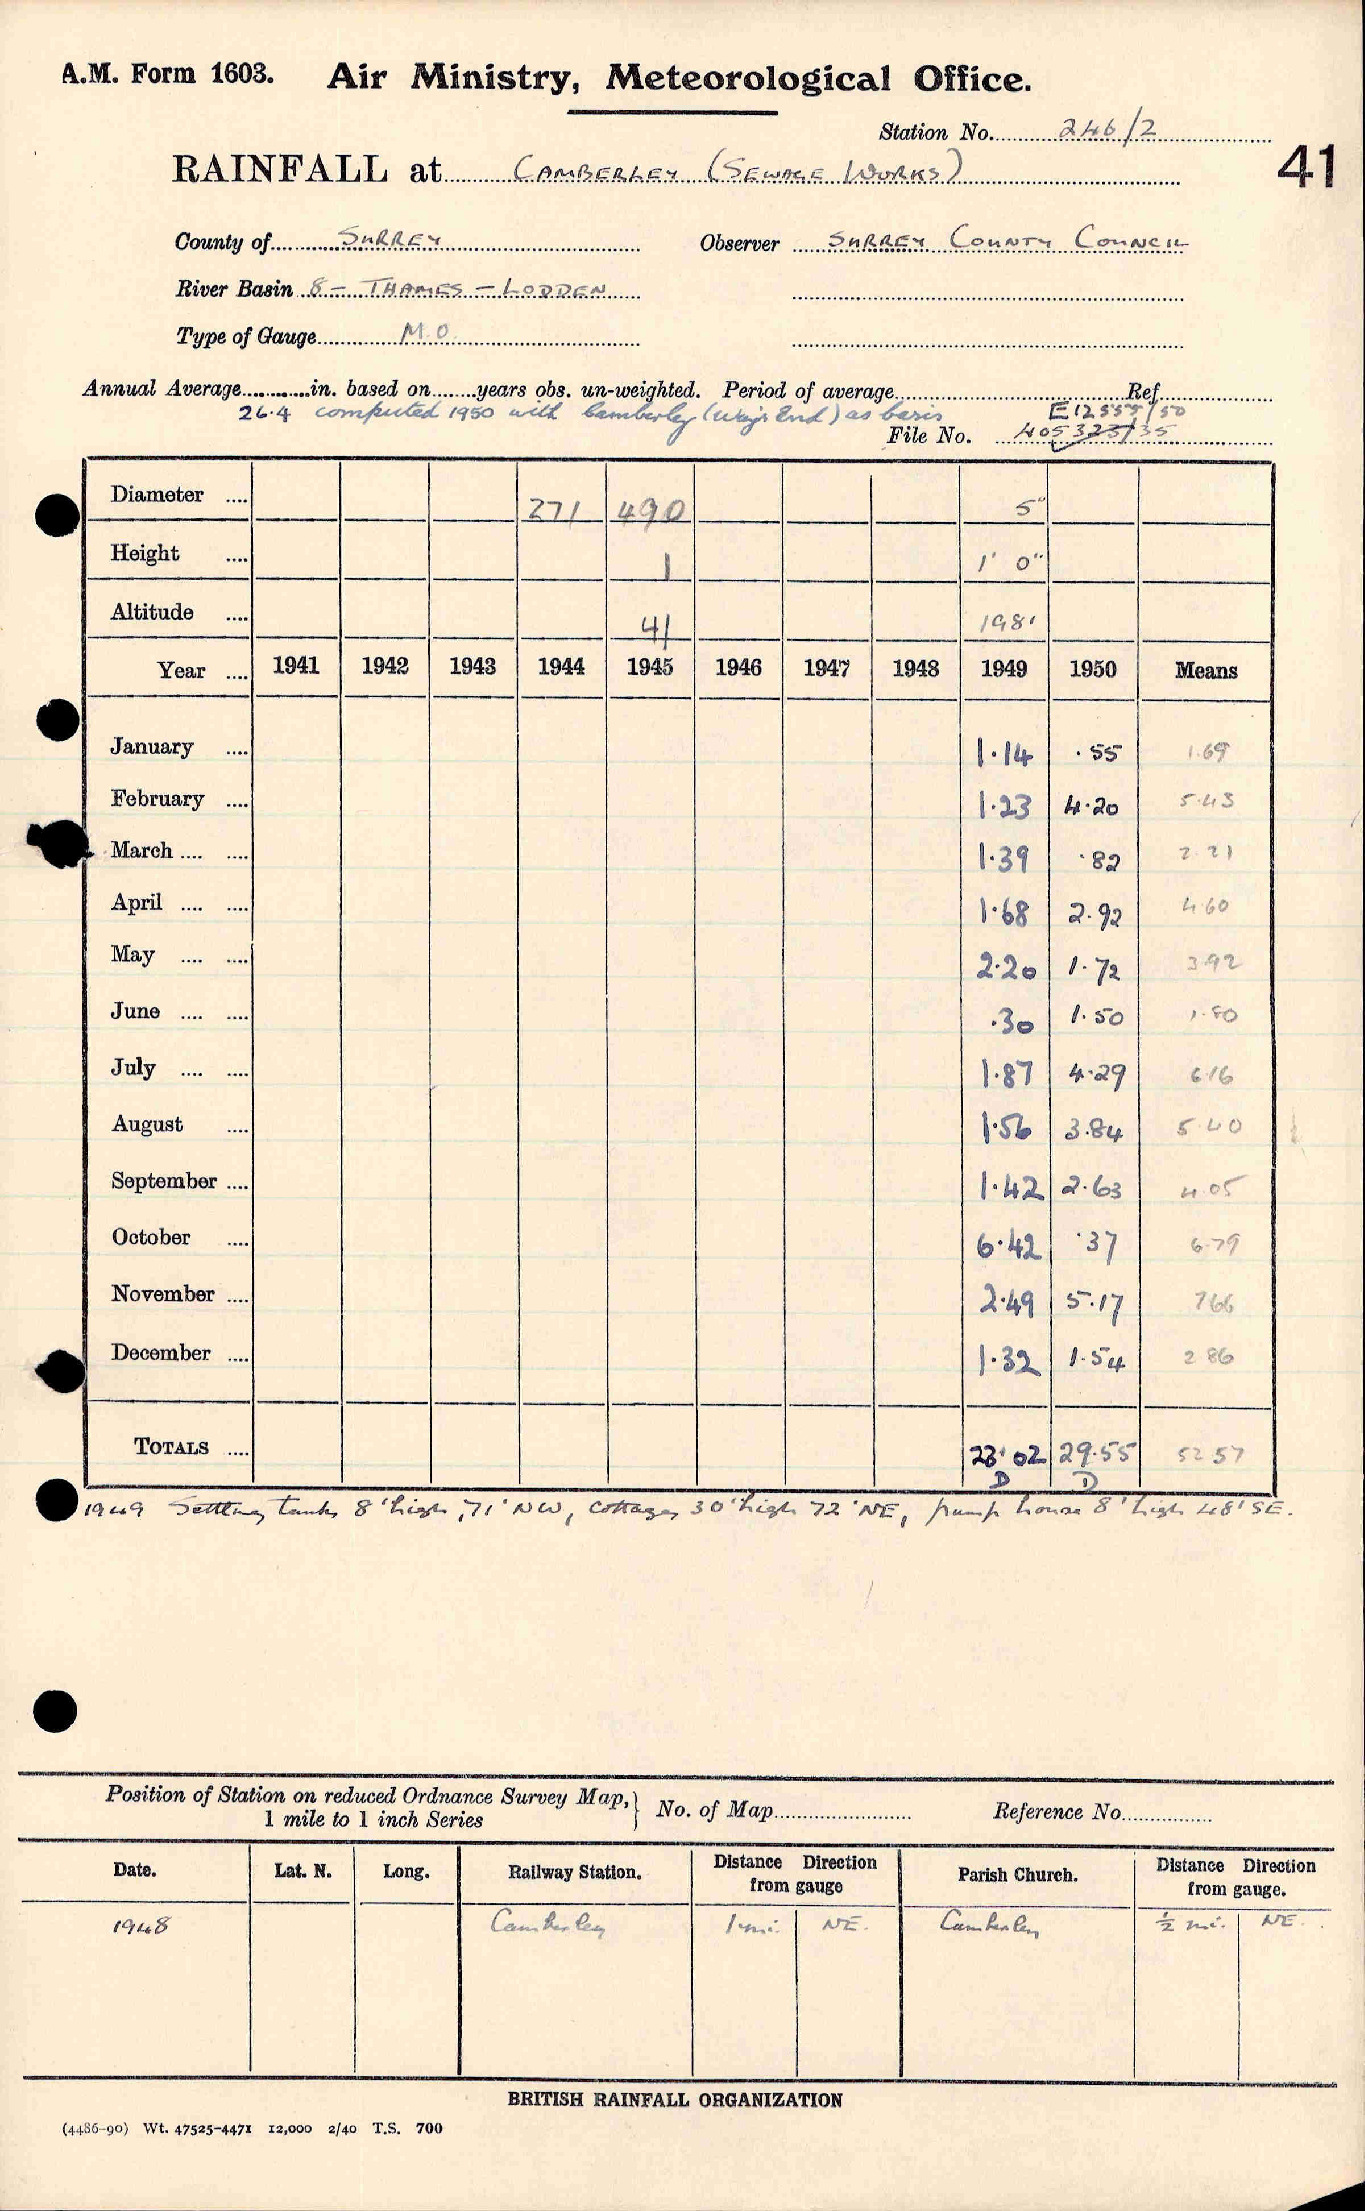 A.M. Form 1603. Air Ministry, Meteorological Office.
Station No. 246/2
41
RAINFALL at CAMBERLEY (SEWAGE WORKS)
County of SURREY Observer SURREY COUNTY COUNCIL
River Basin 8 - THAMES - LODDEN
Type of Gauge M.O.
Annual Average in. based on years obs. un-weighted. Period of average Ref.
26.4 computed 1950 with Camberley ( End) as basis E12555/50
File No. 405323/35
Diameter .... 271 490 5"
Height .... 1 1' 0"
Altitude .... 41 198'
Year .... 1941 1942 1943 1944 1945 1946 1947 1948 1949 1950 Means
January .... 1.14 .55 1.69
February .... 1.23 4.20 5.43
March .... .... 1.39 .82 2.21
April .... .... 1.68 2.92 4.60
May .... .... 2.20 1.72 3.92
June .... .... .30 1.50 1.80
July .... .... 1.87 4.29 6.16
August .... 1.56 3.84 5.40
September .... 1.42 2.63 4.05
October .... 6.42 .37 6.79
November .... 2.49 5.17 7.66
December .... 1.32 1.54 2.86
TOTALS .... 23.02 29.55 52.57
D D
1949 Settling tanks 8' high, 71' NW, cottages 30' high 72' NE, pump house 8' high 48' SE.
Position of Station on reduced Ordnance Survey Map, 1 mile to 1 inch Series } No. of Map Reference No.
Date. Lat. N. Long. Railway Station. Distance Direction from gauge Parish Church. Distance Direction from gauge.
1948 Camberley 1 mi. NE. Camberley ½ mi. NE.
BRITISH RAINFALL ORGANIZATION
(4486-90) Wt. 47525-4471 12,000 2/40 T.S. 700